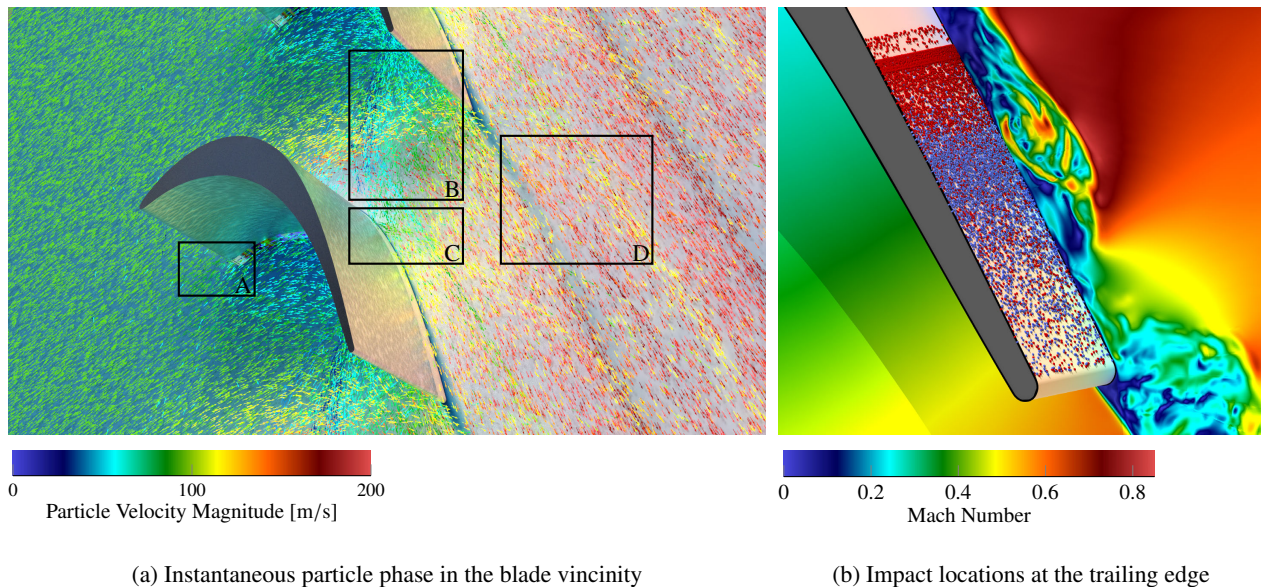 B
C
D
A
0
100
200
Particle Velocity Magnitude [m/s]
0
0.2
0.4
0.6
0.8
Mach Number
(a) Instantaneous particle phase in the blade vincinity
(b) Impact locations at the trailing edge